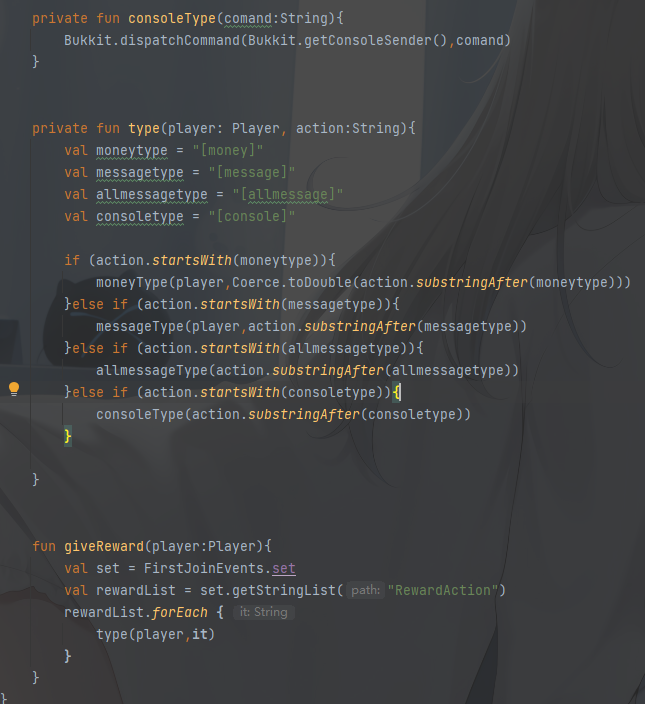 private fun consoleType(comand:String){
    Bukkit.dispatchCommand(Bukkit.getConsoleSender(),comand)
}
private fun type(player: Player, action:String){
    val moneytype = "[money]"
    val messagetype = "[message]"
    val allmessagetype = "[allmessage]"
    val consoletype = "[console]"
    if (action.startsWith(moneytype)){
        moneyType(player,Coerce.toDouble(action.substringAfter(moneytype)))
    }else if (action.startsWith(messagetype)){
        messageType(player,action.substringAfter(messagetype))
    }else if (action.startsWith(allmessagetype)){
        allmessageType(action.substringAfter(allmessagetype))
    }else if (action.startsWith(consoletype)){
        consoleType(action.substringAfter(consoletype))
    }
}
fun giveReward(player:Player){
    val set = FirstJoinEvents.set
    val rewardList = set.getStringList( path: "RewardAction")
    rewardList.forEach { it: String
        type(player,it)
    }
}
}